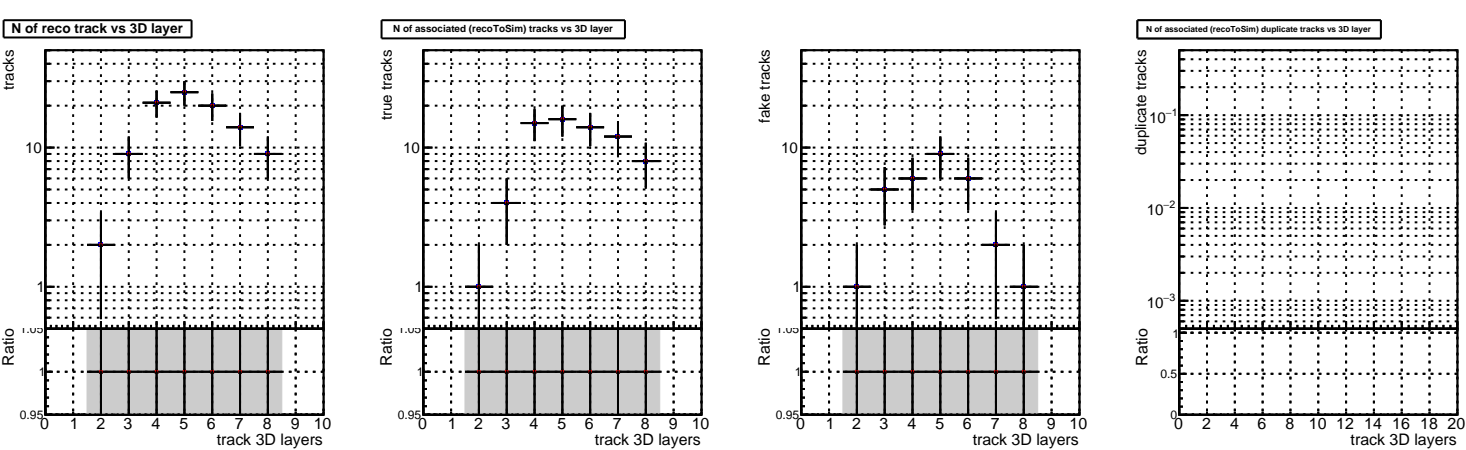 N of reco track vs 3D layer
tracks
10
1
Ratio
1.05
1
0.95
0 1 2 3 4 5 6 7 8 9 10
track 3D layers
N of associated (recoToSim) tracks vs 3D layer
true tracks
10
1
Ratio
1.05
1
0.95
0 1 2 3 4 5 6 7 8 9 10
track 3D layers
fake tracks
10
1
Ratio
1.05
1
0.95
0 1 2 3 4 5 6 7 8 9 10
track 3D layers
N of associated (recoToSim) duplicate tracks vs 3D layer
duplicate tracks
10⁻¹
10⁻²
10⁻³
Ratio
1
0.5
0
0 2 4 6 8 10 12 14 16 18 20
track 3D layers